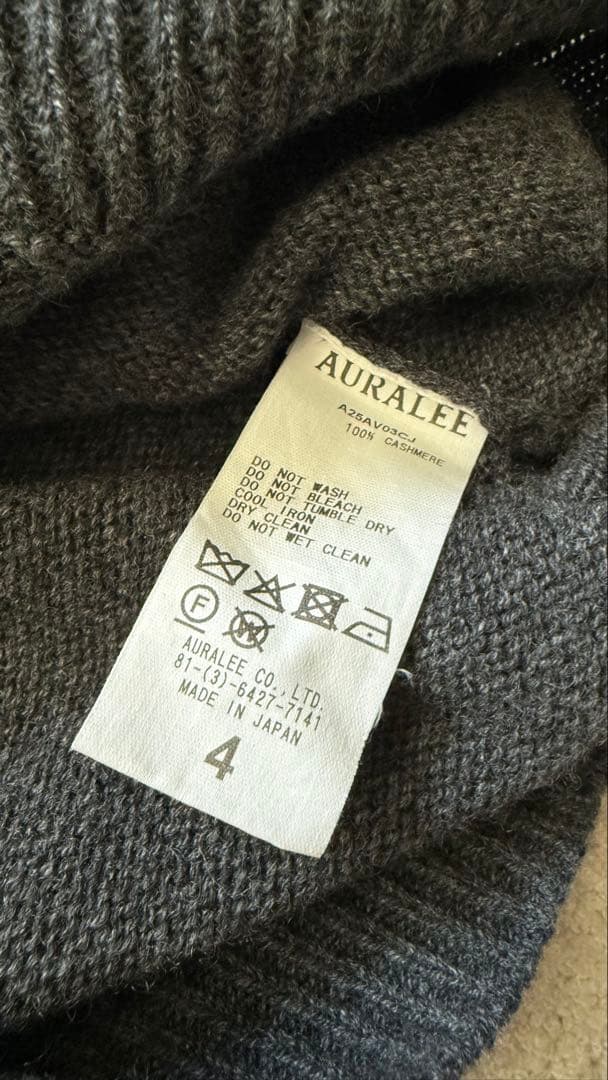 AURALEE
A25AV03CJ
100% CASHMERE
DO NOT WASH
DO NOT BLEACH
DO NOT TUMBLE DRY
COOL IRON
DRY CLEAN
DO NOT WET CLEAN
F W
AURALEE CO., LTD.
81-(3)-6427-7141
MADE IN JAPAN
4